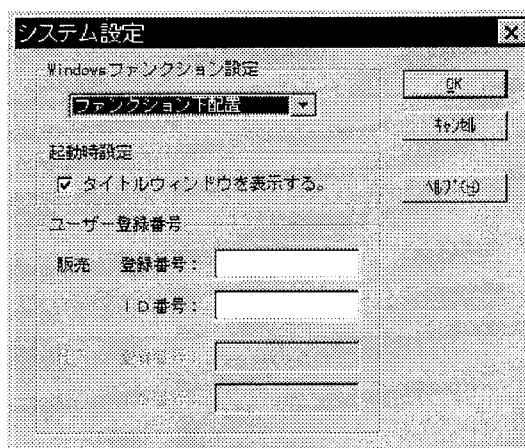 システム設定
Windowsファンクション設定
ファンクション下配置
OK
キャンセル
起動時設定
タイトルウィンドウを表示する。
ヘルプ(H)
ユーザー登録番号
販売 登録番号:
ID番号:
登録番号: